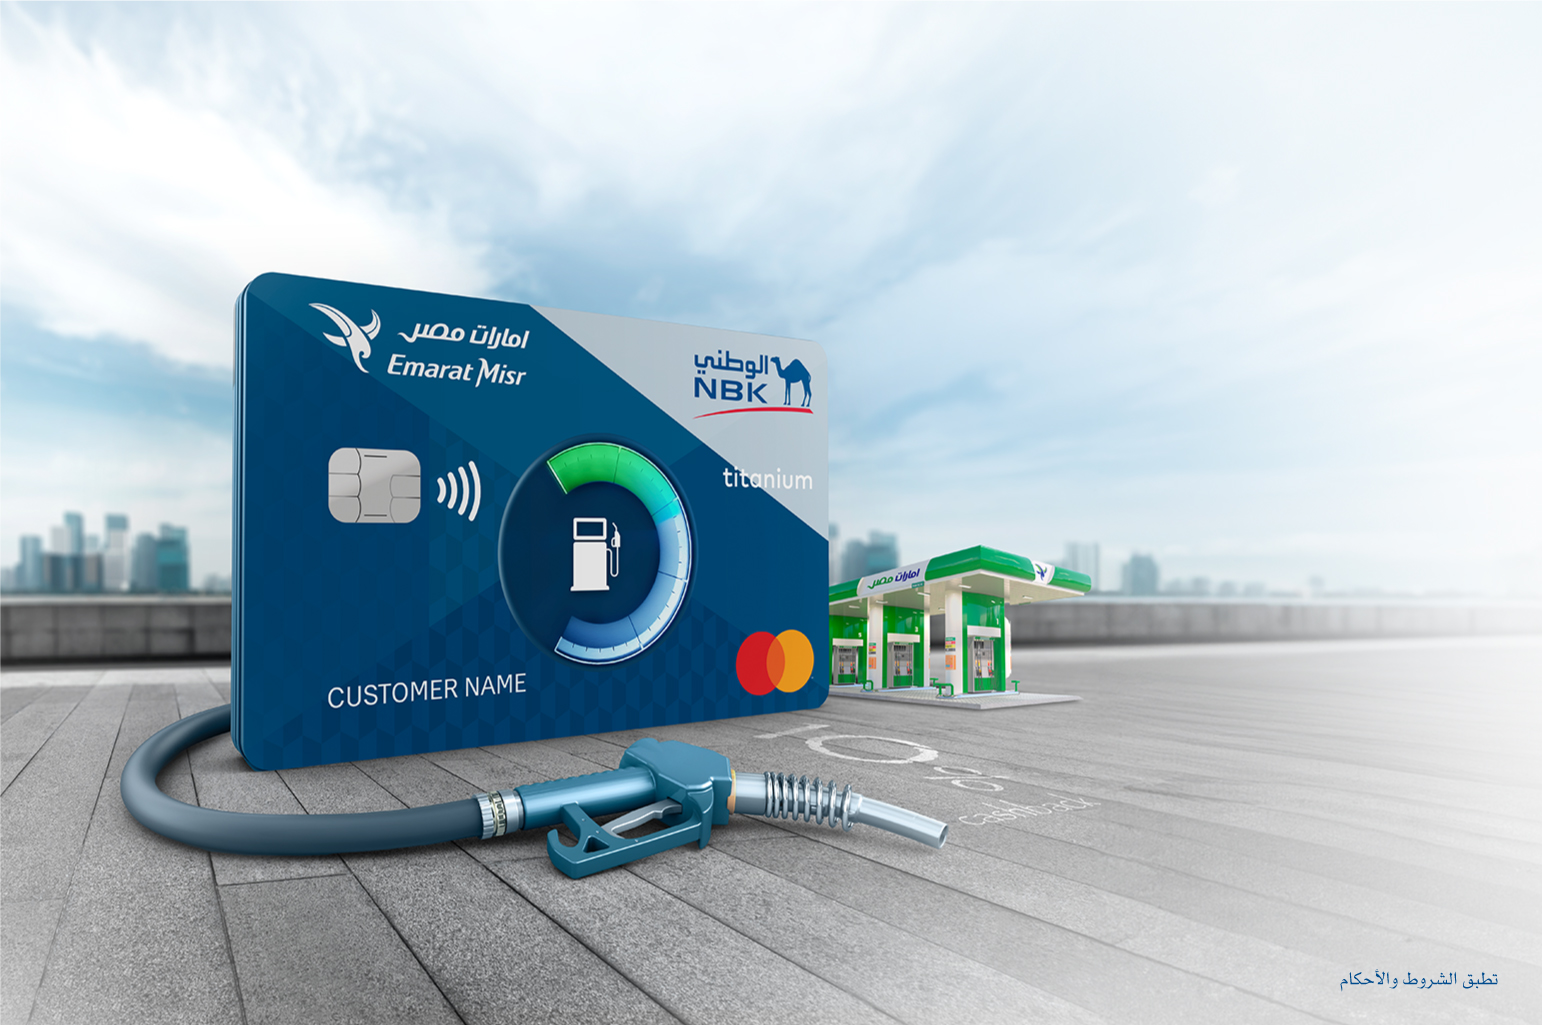 امارات مصر
Emarat Misr
الوطني
NBK
titanium
CUSTOMER NAME
امارات مصر
10%
cashback
تطبق الشروط والأحكام